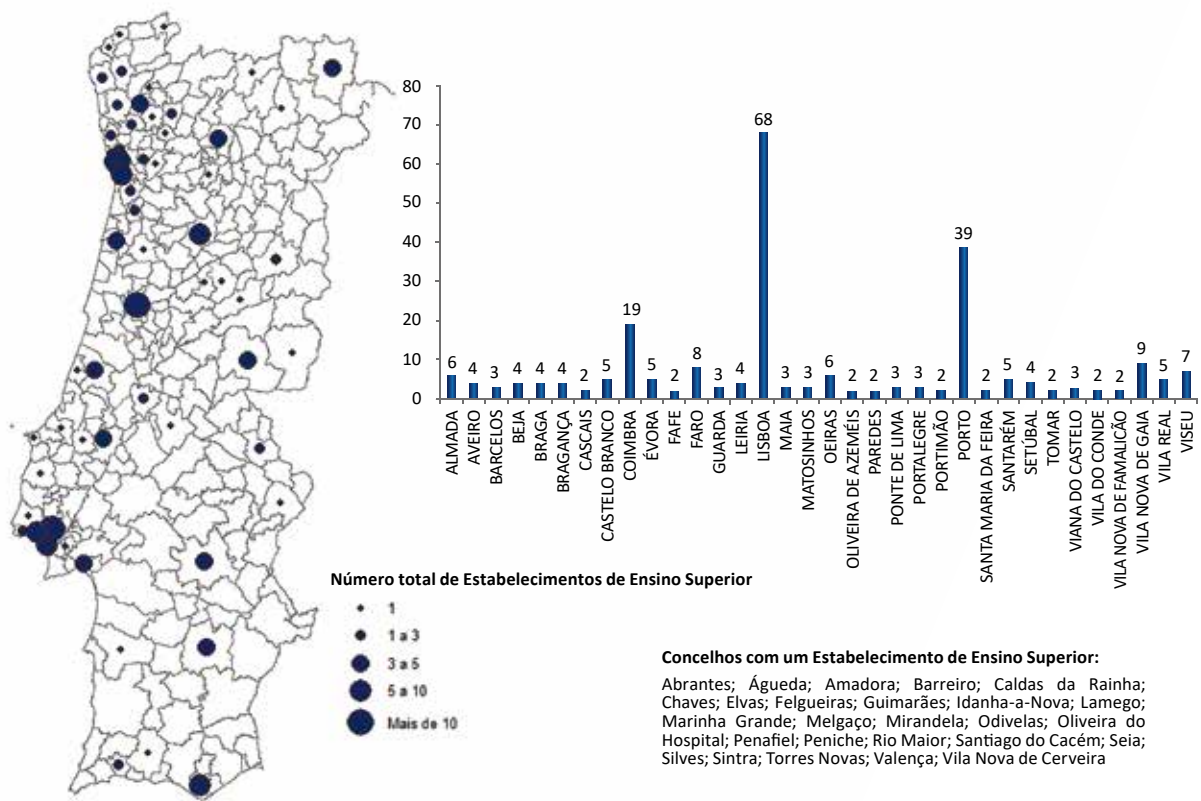 80
70
60
50
40
30
20
10
0
6
4
3
4
4
4
2
5
19
5
2
8
3
4
68
3
3
6
2
2
3
3
2
39
2
5
4
2
3
2
2
9
5
7
ALMADA
AVEIRO
BARCELOS
BEJA
BRAGA
BRAGANÇA
CASCAIS
CASTELO BRANCO
COIMBRA
ÉVORA
FAFE
FARO
GUARDA
LEIRIA
LISBOA
MAIA
MATOSINHOS
OEIRAS
OLIVEIRA DE AZEMÉIS
PAREDES
PONTE DE LIMA
PORTALEGRE
PORTIMÃO
PORTO
SANTA MARIA DA FEIRA
SANTARÉM
SETÚBAL
TOMAR
VIANA DO CASTELO
VILA DO CONDE
VILA NOVA DE FAMALICÃO
VILA NOVA DE GAIA
VILA REAL
VISEU
Número total de Estabelecimentos de Ensino Superior
1
1 a 3
3 a 5
5 a 10
Mais de 10
Concelhos com um Estabelecimento de Ensino Superior:
Abrantes; Águeda; Amadora; Barreiro; Caldas da Rainha;
Chaves; Elvas; Felgueiras; Guimarães; Idanha-a-Nova; Lamego;
Marinha Grande; Melgaço; Mirandela; Odivelas; Oliveira do
Hospital; Penafiel; Peniche; Rio Maior; Santiago do Cacém; Seia;
Silves; Sintra; Torres Novas; Valença; Vila Nova de Cerveira